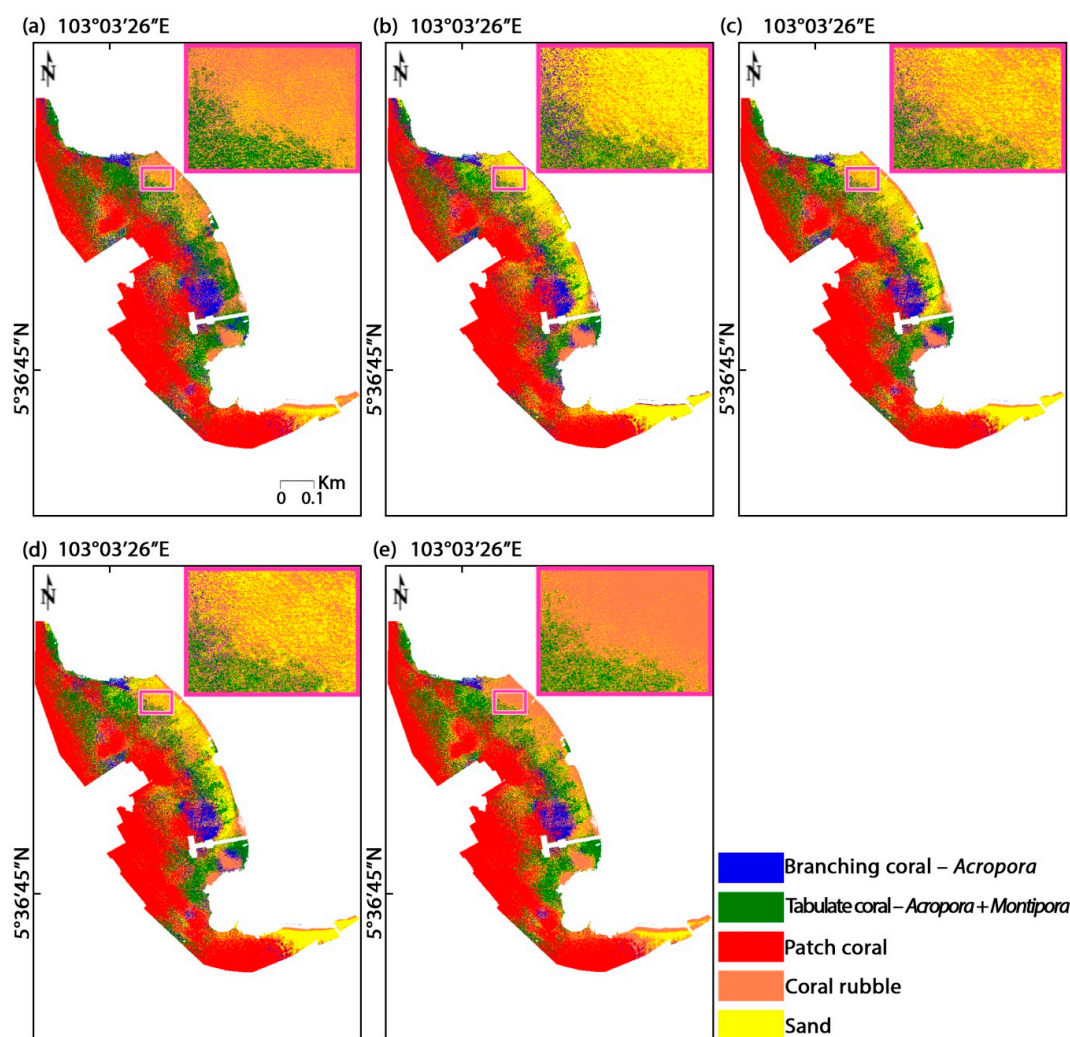 (a) 103°03’26”E
(b) 103°03’26”E
(c) 103°03’26”E
N
N
N
5°36’45”N
5°36’45”N
5°36’45”N
Km
0 0.1
(d) 103°03’26”E
(e) 103°03’26”E
N
N
5°36’45”N
5°36’45”N
Branching coral – Acropora
Tabulate coral – Acropora + Montipora
Patch coral
Coral rubble
Sand